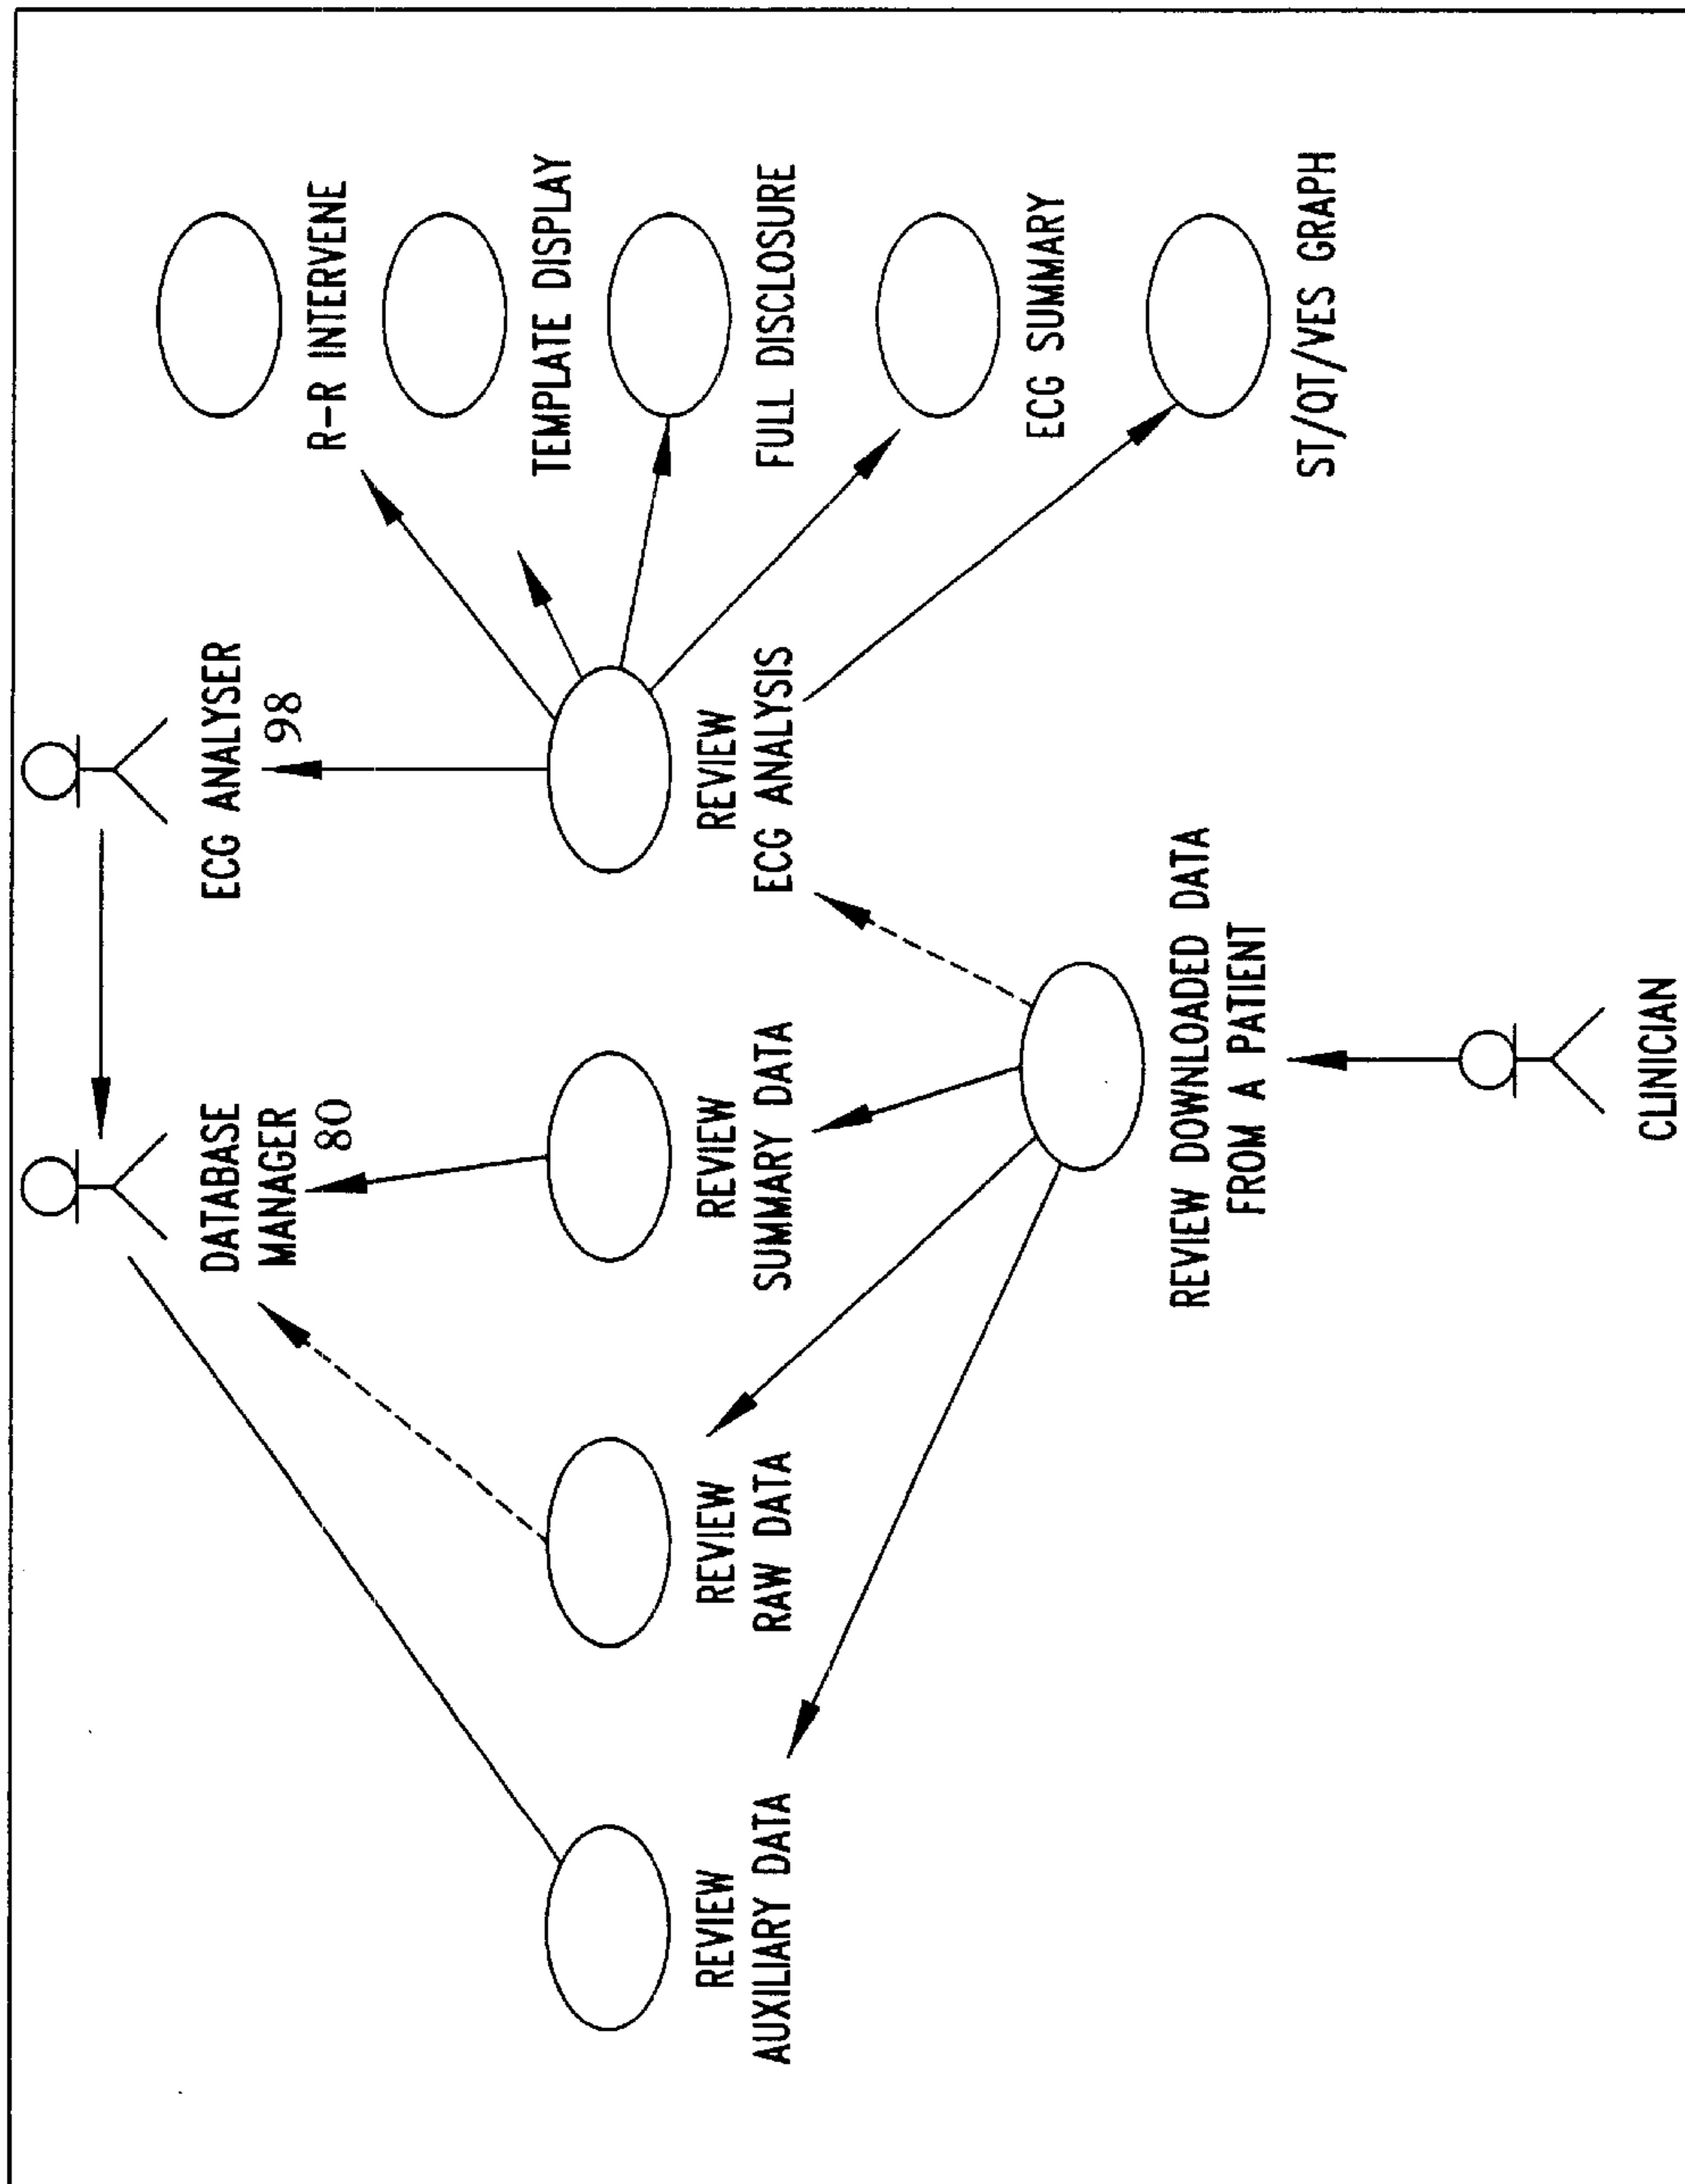 DATABASE
MANAGER
80
ECG ANALYSER
98
R-R INTERVENE
TEMPLATE DISPLAY
FULL DISCLOSURE
ECG SUMMARY
ST/QT/VES GRAPH
REVIEW
AUXILIARY DATA
REVIEW
RAW DATA
REVIEW
SUMMARY DATA
REVIEW
ECG ANALYSIS
REVIEW DOWNLOADED DATA
FROM A PATIENT
CLINICIAN